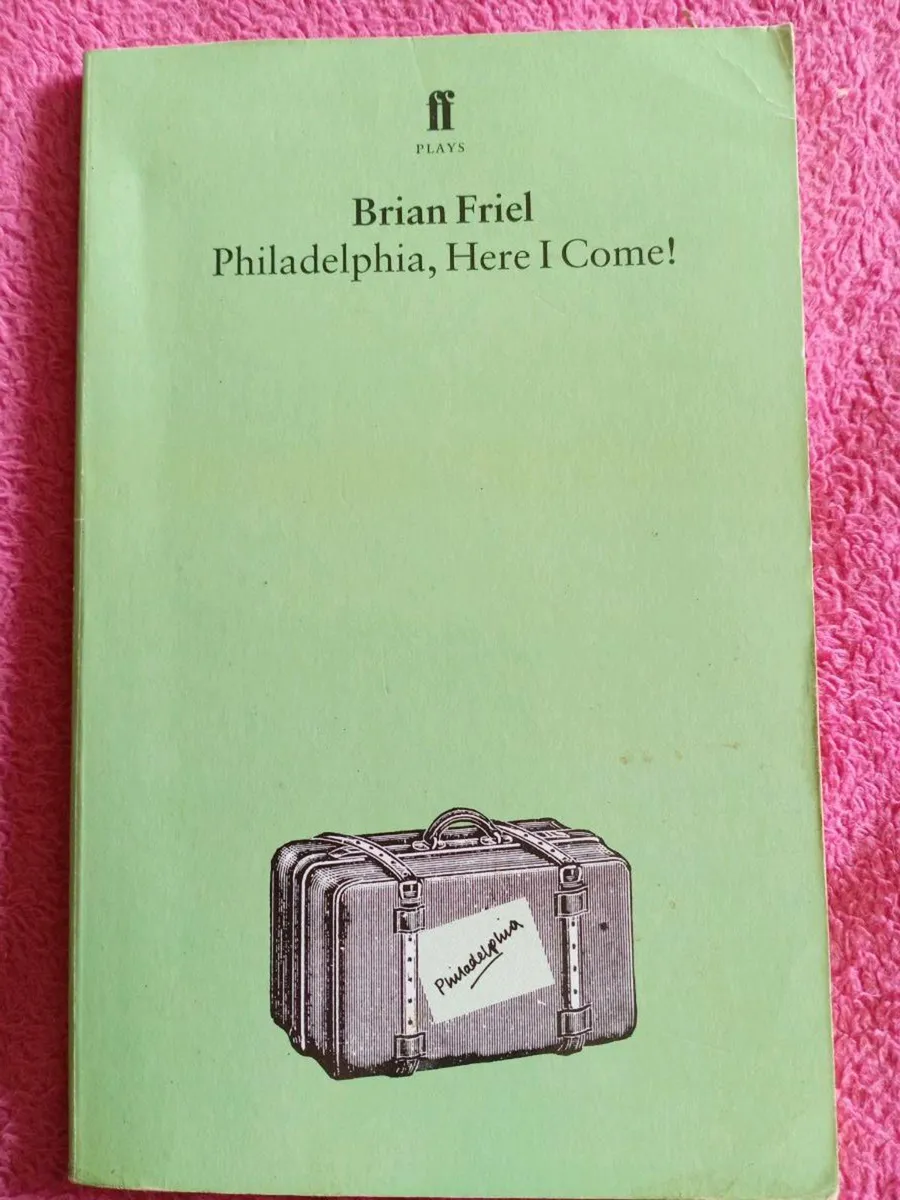 ff
PLAYS
Brian Friel
Philadelphia, Here I Come!
Philadelphia